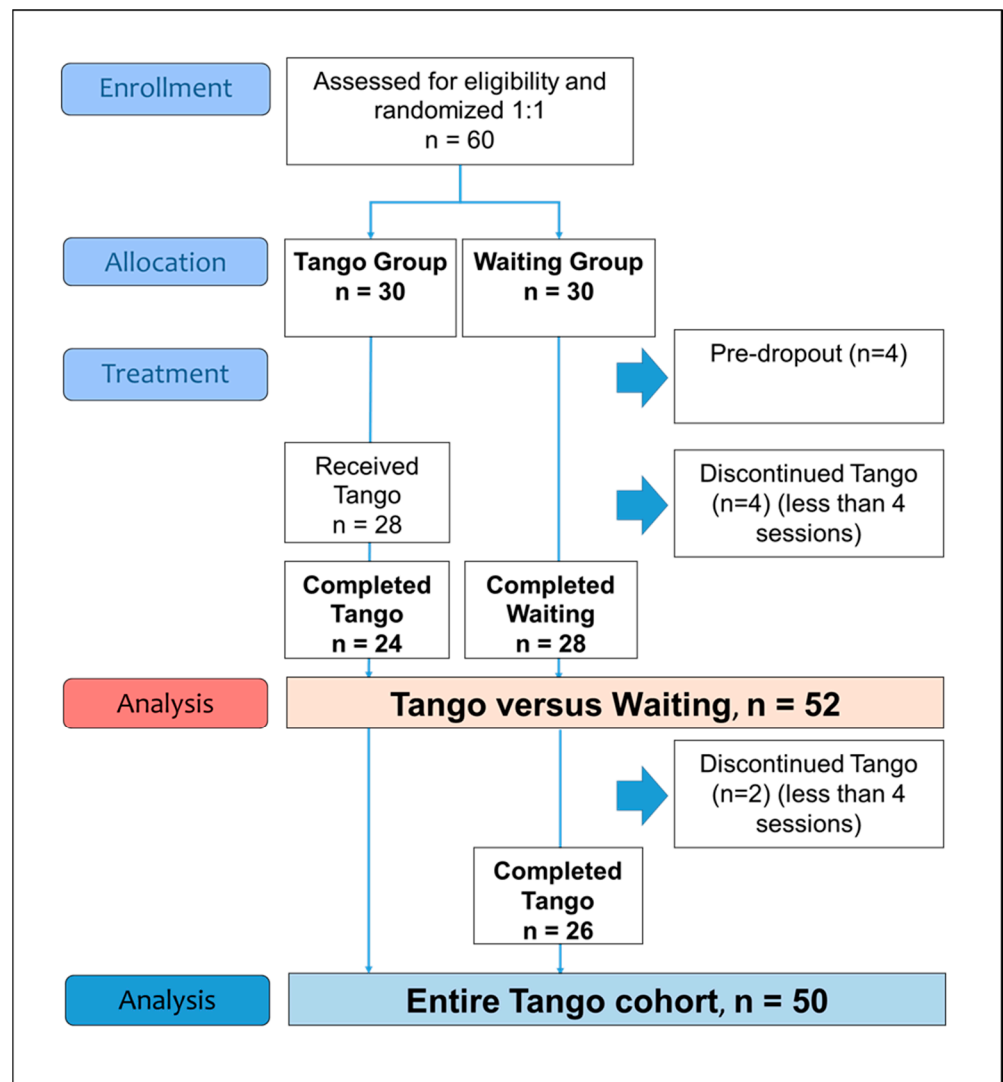 Enrollment
Assessed for eligibility and
randomized 1:1
n = 60
Allocation
Tango Group
n = 30
Waiting Group
n = 30
Treatment
Pre-dropout (n=4)
Received
Tango
n = 28
Discontinued Tango
(n=4) (less than 4
sessions)
Completed
Tango
n = 24
Completed
Waiting
n = 28
Analysis
Tango versus Waiting, n = 52
Discontinued Tango
(n=2) (less than 4
sessions)
Completed
Tango
n = 26
Analysis
Entire Tango cohort, n = 50